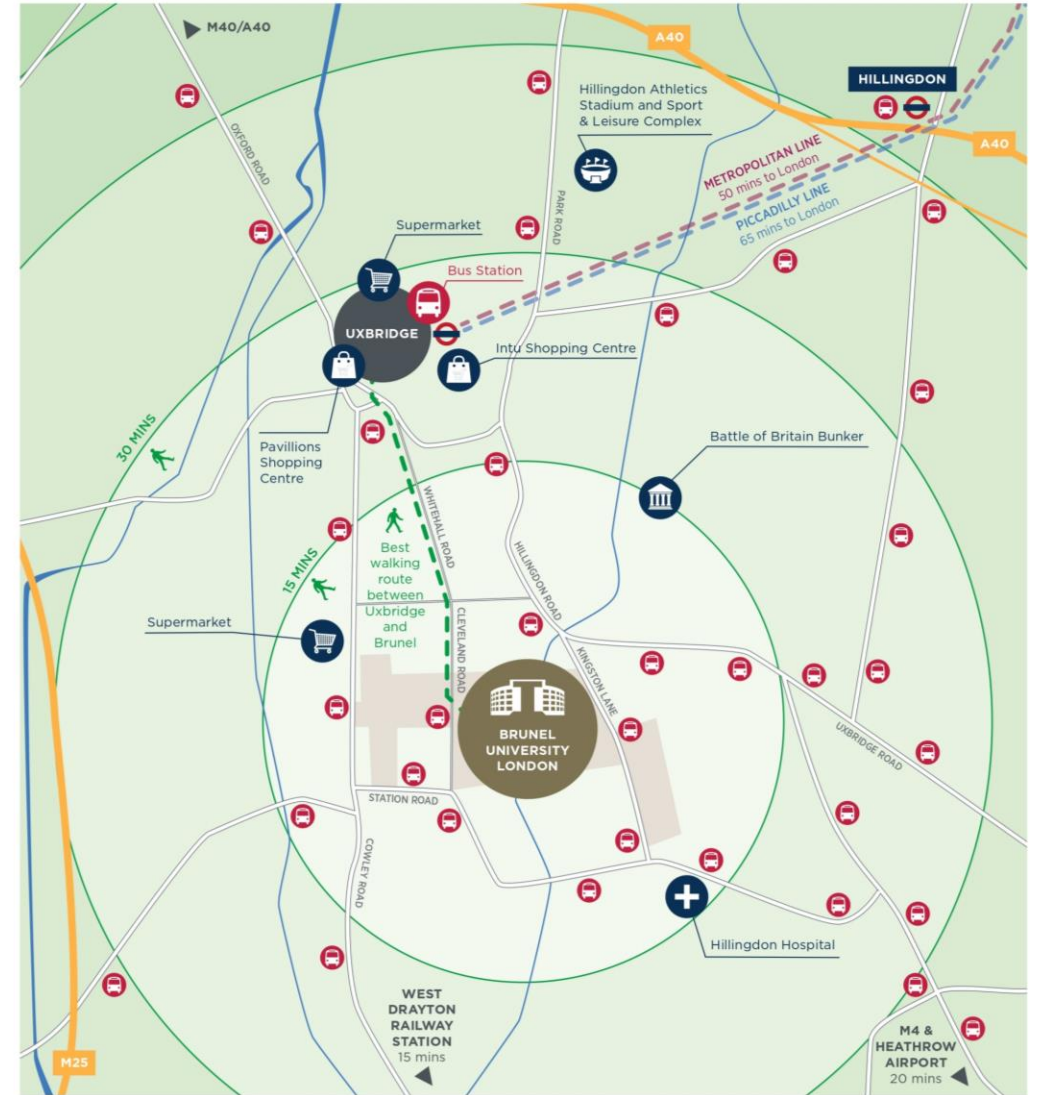 M40/A40
A40
HILLINGDON
Hillingdon Athletics
Stadium and Sport
& Leisure Complex
A40
OXFORD ROAD
METROPOLITAN LINE
50 mins to London
PICCADILLY LINE
65 mins to London
PARK ROAD
Supermarket
Bus Station
UXBRIDGE
Intu Shopping Centre
30 MINS
Pavillions
Shopping
Centre
Battle of Britain Bunker
WHITEHALL ROAD
15 MINS
Best
walking
route
between
Uxbridge
and
Brunel
HILLINGDON ROAD
Supermarket
CLEVELAND ROAD
KINGSTON LANE
BRUNEL
UNIVERSITY
LONDON
UXBRIDGE ROAD
STATION ROAD
COWLEY ROAD
Hillingdon Hospital
WEST
DRAYTON
RAILWAY
STATION
15 mins
M4 &
HEATHROW
AIRPORT
20 mins
M25